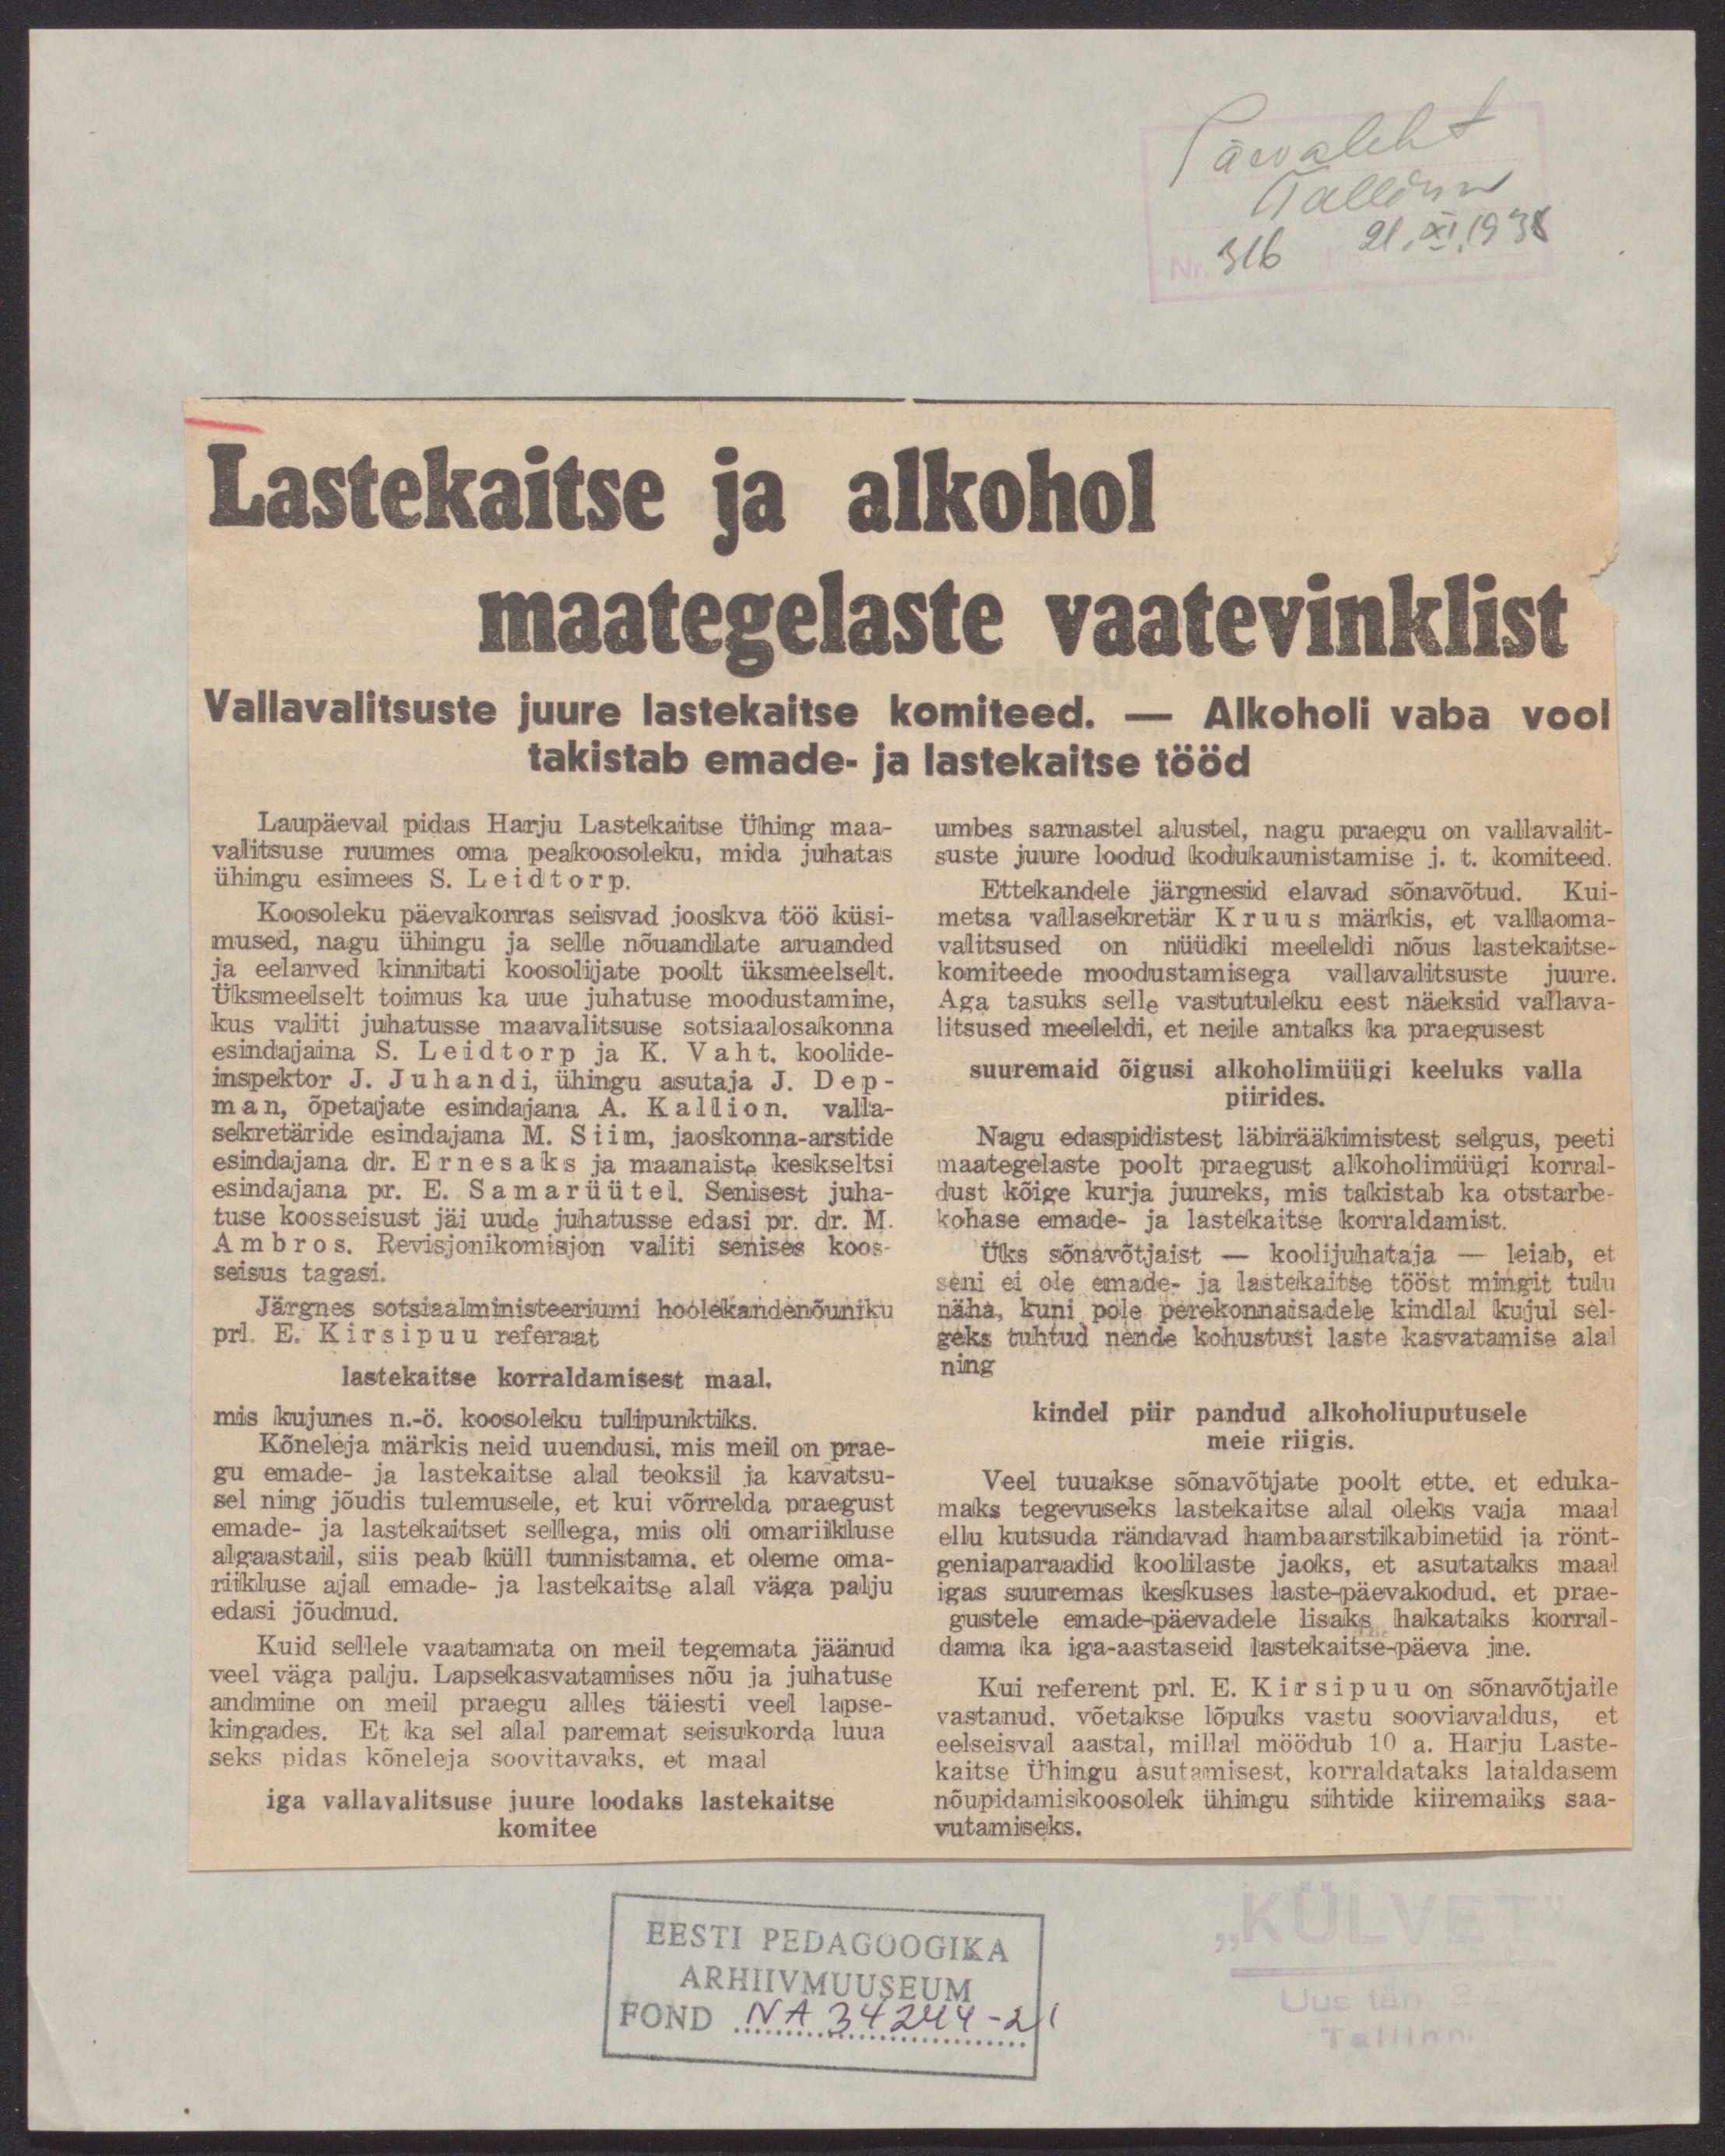 Päevaleht
Tallinn
Nr. 316 21.XI.1938
Lastekaitse ja alkohol
maategelaste vaatevinklist
Vallavalitsuste juure lastekaitse komiteed. — Alkoholi vaba vool
takistab emade- ja lastekaitse tööd
Laupäeval pidas Harju Lastekaitse Ühing maa-
valitsuse ruumes oma peakoosoleku, mida juhatas
ühingu esimees S. Leidtorp.
Koosoleku päevakorras seisvad jooskva töö küsi-
mused, nagu ühingu ja selle nõuandlate aruanded
ja eelarved kinnitati koosolijate poolt üksmeelselt.
Üksmeelselt toimus ka uue juhatuse moodustamine,
kus valiti juhatusse maavalitsuse sotsiaalosakonna
esindajaina S. Leidtorp ja K. Vaht, koolide-
inspektor J. Juhandi, ühingu asutaja J. Dep-
man, õpetajate esindajana A. Kallion, valla-
sekretäride esindajana M. Siim, jaoskonna-arstide
esindajana dr. Ernesaks ja maanaiste keskseltsi
esindajana pr. E. Samarüütel. Senisest juha-
tuse koosseisust jäi uude juhatusse edasi pr. dr. M.
Ambros. Revisjonikomisjon valiti senises koos-
seisus tagasi.
Järgnes sotsiaalministeeriumi hoolekandenõuniku
prl. E. Kirsipuu referaat
lastekaitse korraldamisest maal,
mis kujunes n.-ö. koosoleku tulipunktiks.
Kõneleja märkis neid uuendusi, mis meil on prae-
gu emade- ja lastekaitse alal teoksil ja kavatsu-
sel ning jõudis tulemusele, et kui võrrelda praegust
emade- ja lastekaitset sellega, mis oli omariikluse
algaastail, siis peab küll tunnistama, et oleme oma-
riikluse ajal emade- ja lastekaitse alal väga palju
edasi jõudnud.
Kuid sellele vaatamata on meil tegemata jäänud
veel väga palju. Lapsekasvatamises nõu ja juhatuse
andmine on meil praegu alles täiesti veel lapse-
kingades. Et ka sel alal paremat seisukorda luua
seks pidas kõneleja soovitavaks, et maal
iga vallavalitsuse juure loodaks lastekaitse
komitee
umbes sarnastel alustel, nagu praegu on vallavalit-
suste juure loodud kodukaunistamise j. t. komiteed.
Ettekandele järgnesid elavad sõnavõtud. Kui-
metsa vallasekretär Kruus märkis, et vallaoma-
valitsused on nüüdki meeleldi nõus lastekaitse-
komiteede moodustamisega vallavalitsuste juure.
Aga tasuks selle vastutuleku eest näeksid vallava-
litsused meeleldi, et neile antaks ka praegusest
suuremaid õigusi alkoholimüügi keeluks valla
piirides.
Nagu edaspidistest läbirääkimistest selgus, peeti
maategelaste poolt praegust alkoholimüügi korral-
dust kõige kurja juureks, mis takistab ka otstarbe-
kohase emade- ja lastekaitse korraldamist.
Üks sõnavõtjaist — koolijuhataja — leiab, et
seni ei ole emade- ja lastekaitse tööst mingit tulu
näha, kuni pole perekonnaisadele kindlal kujul sel-
geks tuhtud nende kohustusi laste kasvatamise alal
ning
kindel piir pandud alkoholiuputusele
meie riigis.
Veel tuuakse sõnavõtjate poolt ette, et eduka-
maks tegevuseks lastekaitse alal oleks vaja maal
ellu kutsuda rändavad hambaarstikabinetid ja rönt-
geniaparaadid koolilaste jaoks, et asutataks maal
igas suuremas keskuses laste-päevakodud, et prae-
gustele emade-päevadele lisaks hakataks korral-
dama ka iga-aastaseid lastekaitse-päeva jne.
Kui referent prl. E. Kirsipuu on sõnavõtjaile
vastanud, võetakse lõpuks vastu sooviavaldus, et
eelseisval aastal, millal möödub 10 a. Harju Laste-
kaitse Ühingu asutamisest, korraldataks laialdasem
nõupidamiskoosolek ühingu sihtide kiiremaiks saa-
vutamiseks.
EESTI PEDAGOOGIKA
ARHIIVMUUSEUM
FOND NA 34244-21
„KÜLVET"
Uus tän.
Tallinn.